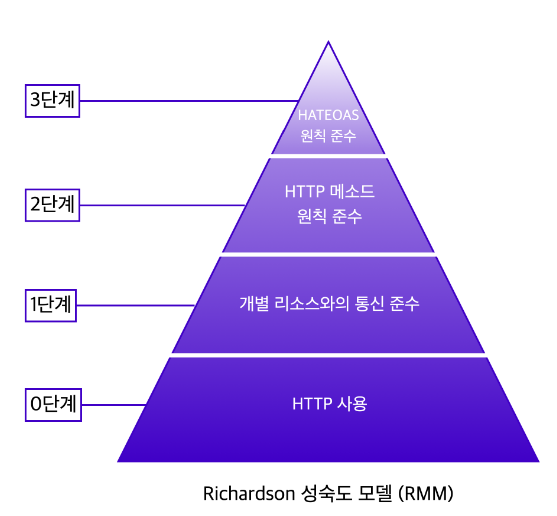 3단계
HATEOAS
원칙 준수
2단계
HTTP 메소드
원칙 준수
1단계
개별 리소스와의 통신 준수
0단계
HTTP 사용
Richardson 성숙도 모델 (RMM)